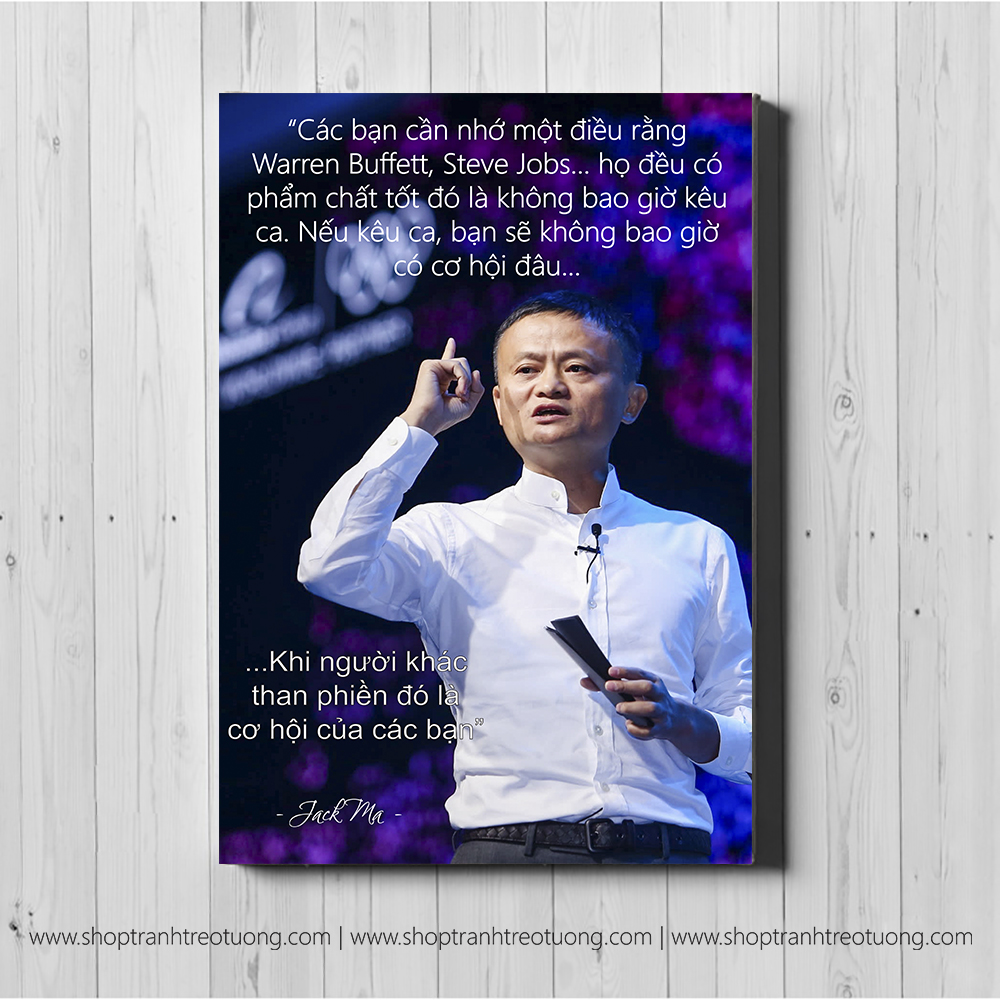 “Các bạn cần nhớ một điều rằng
Warren Buffett, Steve Jobs... họ đều có
phẩm chất tốt đó là không bao giờ kêu
ca. Nếu kêu ca, bạn sẽ không bao giờ
có cơ hội đâu...
...Khi người khác
than phiền đó là
cơ hội của các bạn”
- Jack Ma -
www.shoptranhtreotuong.com | www.shoptranhtreotuong.com | www.shoptranhtreotuong.com